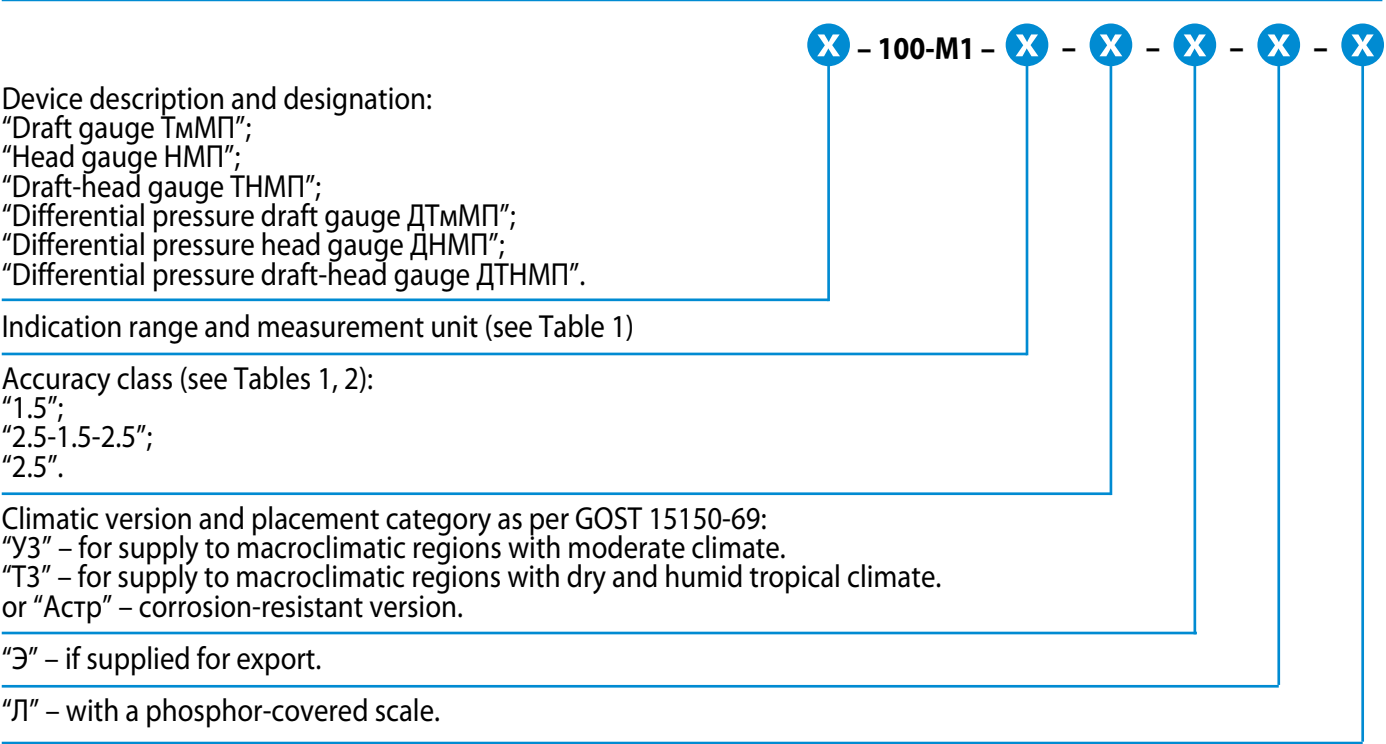 X – 100-М1 – X – X – X – X – X
Device description and designation:
“Draft gauge ТмМП”;
“Head gauge НМП”;
“Draft-head gauge ТНМП”;
“Differential pressure draft gauge ДТмМП”;
“Differential pressure head gauge ДНМП”;
“Differential pressure draft-head gauge ДТНМП”.
Indication range and measurement unit (see Table 1)
Accuracy class (see Tables 1, 2):
“1.5”;
“2.5-1.5-2.5”;
“2.5”.
Climatic version and placement category as per GOST 15150-69:
“У3” – for supply to macroclimatic regions with moderate climate.
“Т3” – for supply to macroclimatic regions with dry and humid tropical climate.
or “Астр” – corrosion-resistant version.
“Э” – if supplied for export.
“Л” – with a phosphor-covered scale.